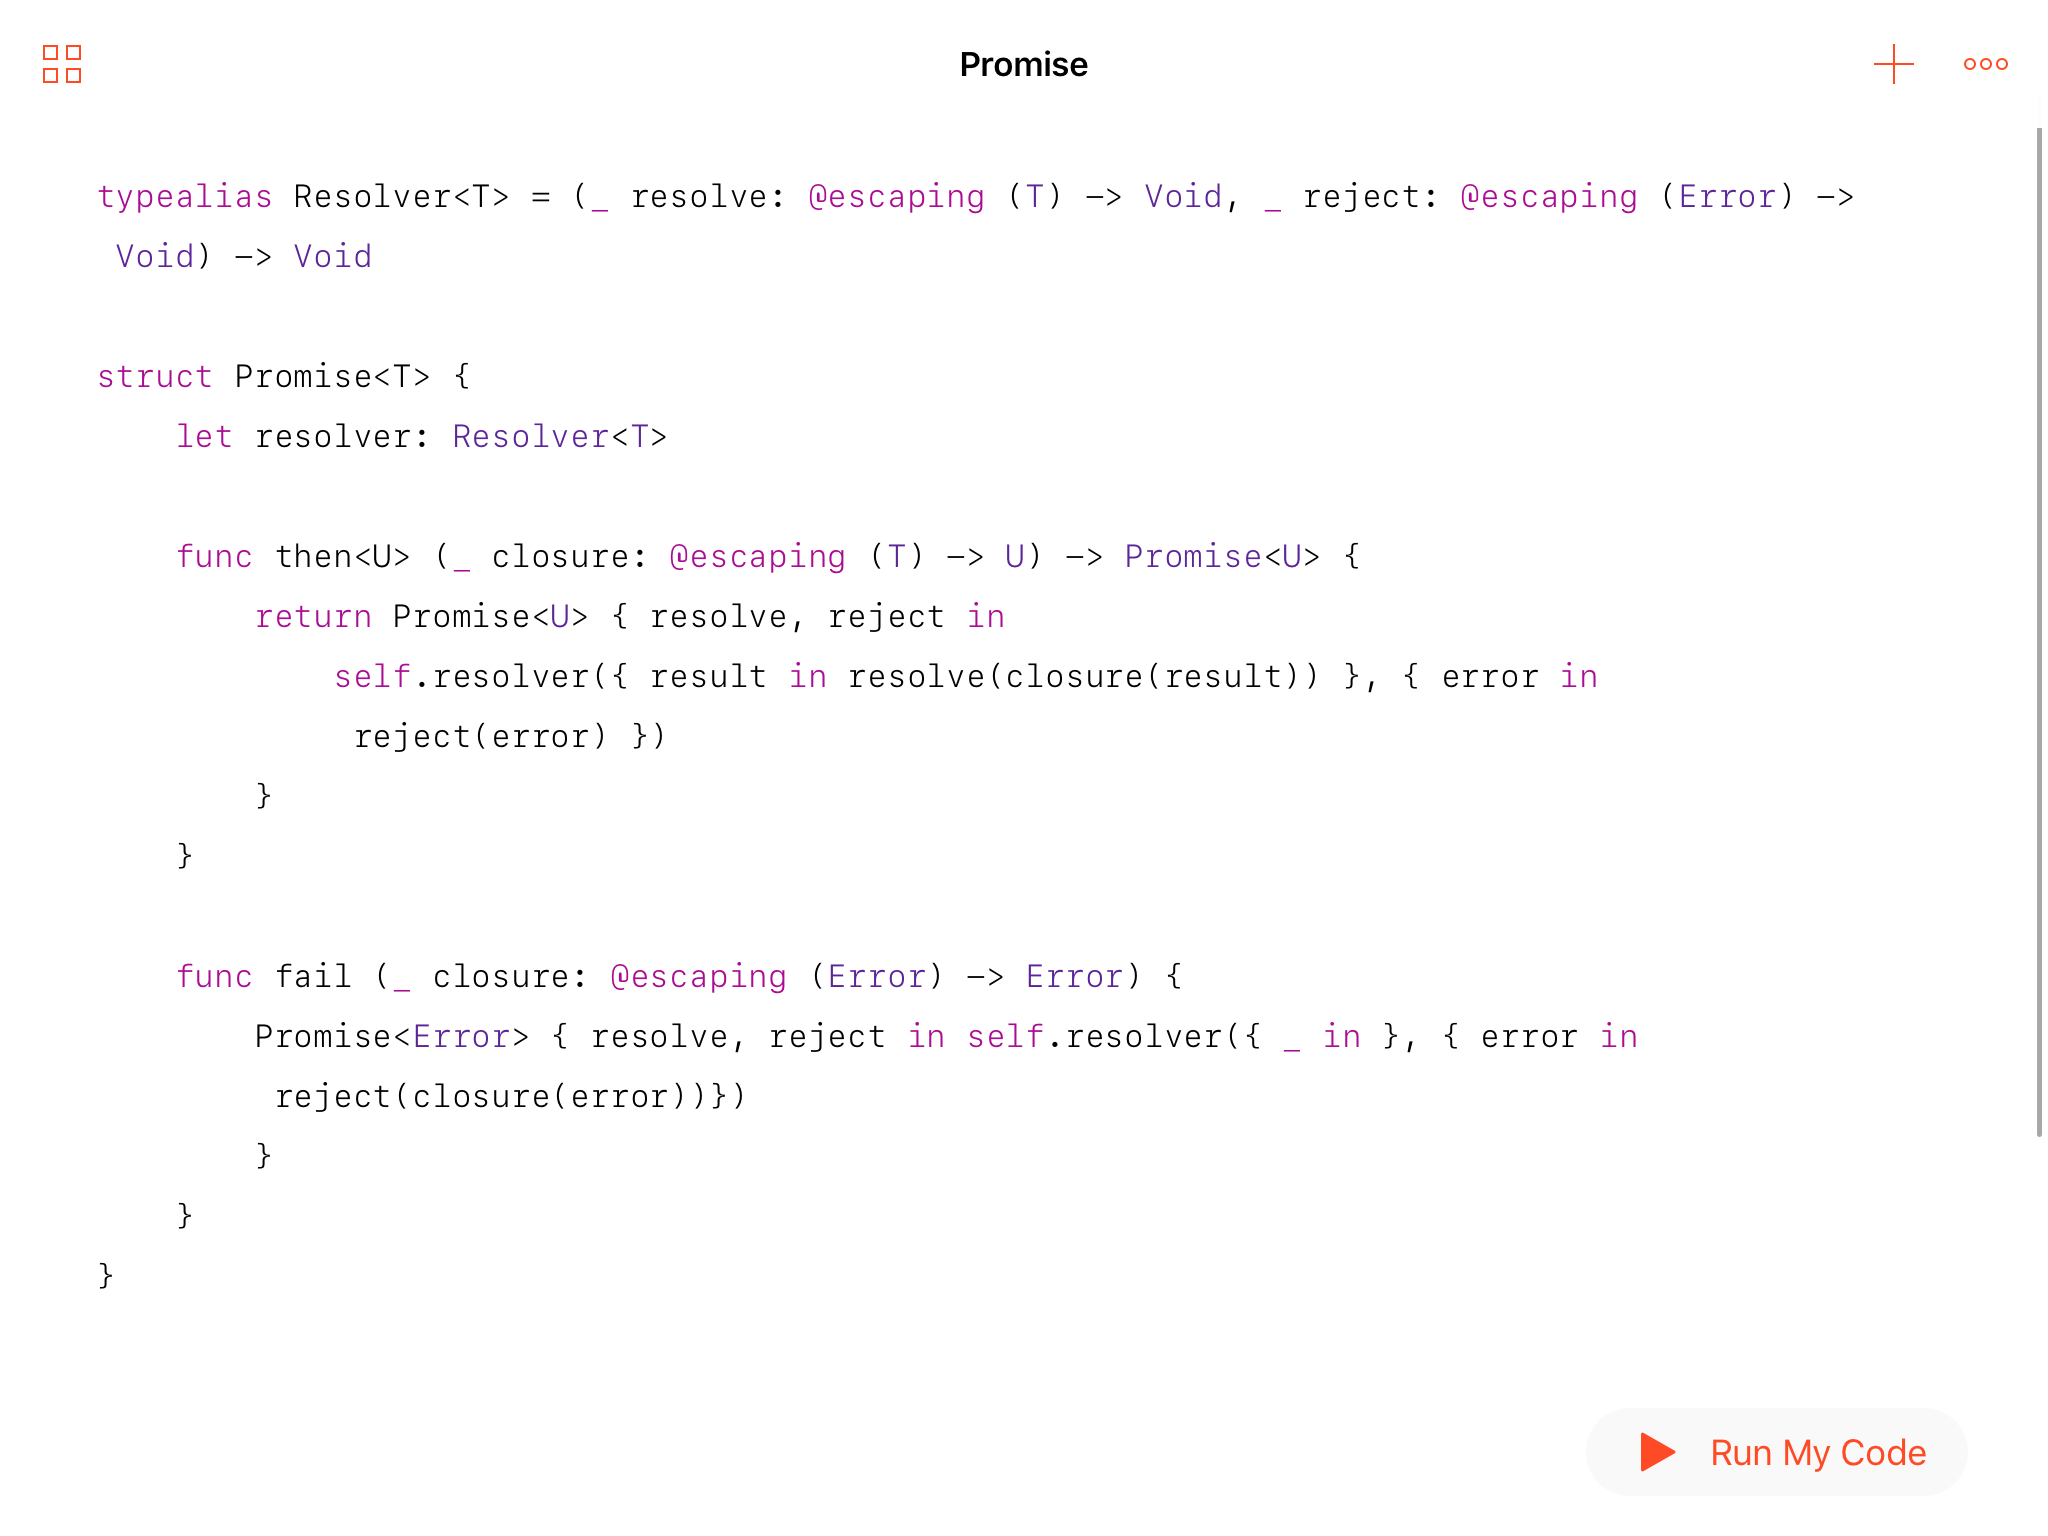 Promise
typealias Resolver<T> = (_ resolve: @escaping (T) -> Void, _ reject: @escaping (Error) ->
 Void) -> Void
struct Promise<T> {
    let resolver: Resolver<T>
    func then<U> (_ closure: @escaping (T) -> U) -> Promise<U> {
        return Promise<U> { resolve, reject in
            self.resolver({ result in resolve(closure(result)) }, { error in
             reject(error) })
        }
    }
    func fail (_ closure: @escaping (Error) -> Error) {
        Promise<Error> { resolve, reject in self.resolver({ _ in }, { error in
         reject(closure(error))})
        }
    }
}
Run My Code